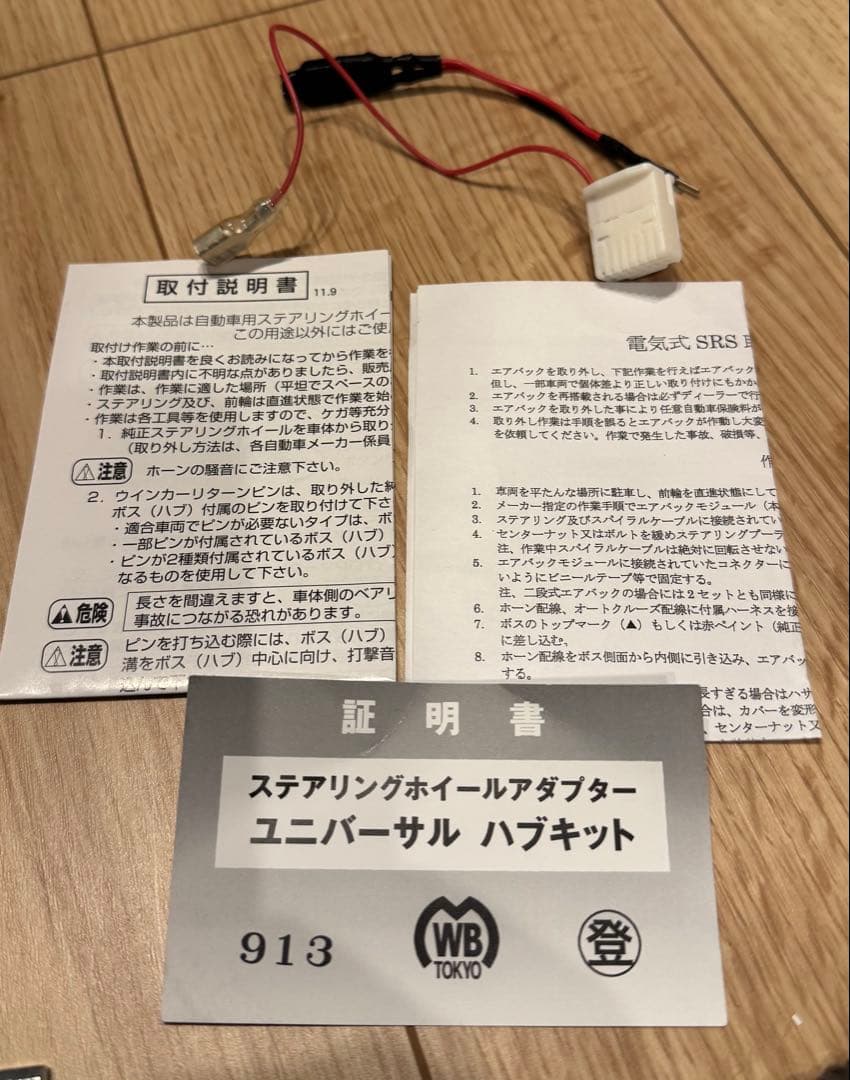 取付説明書 11.9
本製品は自動車用ステアリングホイー
この用途以外にはご使
取付け作業の前に…
・本取付説明書を良くお読みになってから作業を
・取付説明書内に不明な点がありましたら、販売
・作業は、作業に適した場所（平坦でスペースの
・ステアリング及び、前輪は直進状態で作業を始
・作業は各工具等を使用しますので、ケガ等充分
1．純正ステアリングホイールを車体から取り
（取り外し方法は、各自動車メーカー係員
注意 ホーンの騒音にご注意下さい。
2．ウインカーリターンピンは、取り外した純
ボス（ハブ）付属のピンを取り付けて下さ
・適合車両でピンが必要ないタイプは、ボ
・一部ピンが付属されているボス（ハブ）
・ピンが2種類付属されているボス（ハブ）
なるものを使用して下さい。
危険 長さを間違えますと、車体側のベアリ
事故につながる恐れがあります。
注意 ピンを打ち込む際には、ボス（ハブ）
溝をボス（ハブ）中心に向け、打撃音
電気式 SRS
1. エアバックを取り外し、下記作業を行えばエアバック
但し、一部車両で個体差より正しい取り付けにもかか
2. エアバックを再搭載される場合は必ずディーラーで行
3. エアバックを取り外した事により任意自動車保険料が
4. 取り外し作業は手順を誤るとエアバックが作動し大変
を依頼してください。作業で発生した事故、破損等、
作
1. 車両を平たんな場所に駐車し、前輪を直進状態にして
2. メーカー指定の作業手順でエアバックモジュール（本
3. ステアリング及びスパイラルケーブルに接続されてい
4. センターナット又はボルトを緩めステアリングプーラ
注、作業中スパイラルケーブルは絶対に回転させない
5. エアバックモジュールに接続されていたコネクターに
いようにビニールテープ等で固定する。
注、二段式エアバックの場合には2セットとも同様に
6. ホーン配線、オートクルーズ配線に付属ハーネスを接
7. ボスのトップマーク（▲）もしくは赤ペイント（純正
に差し込む。
8. ホーン配線をボス側面から内側に引き込み、エアバッ
する。
長すぎる場合はハサ
合は、カバーを変形
、センターナット又
証明書
ステアリングホイールアダプター
ユニバーサル ハブキット
913
WB
TOKYO
登